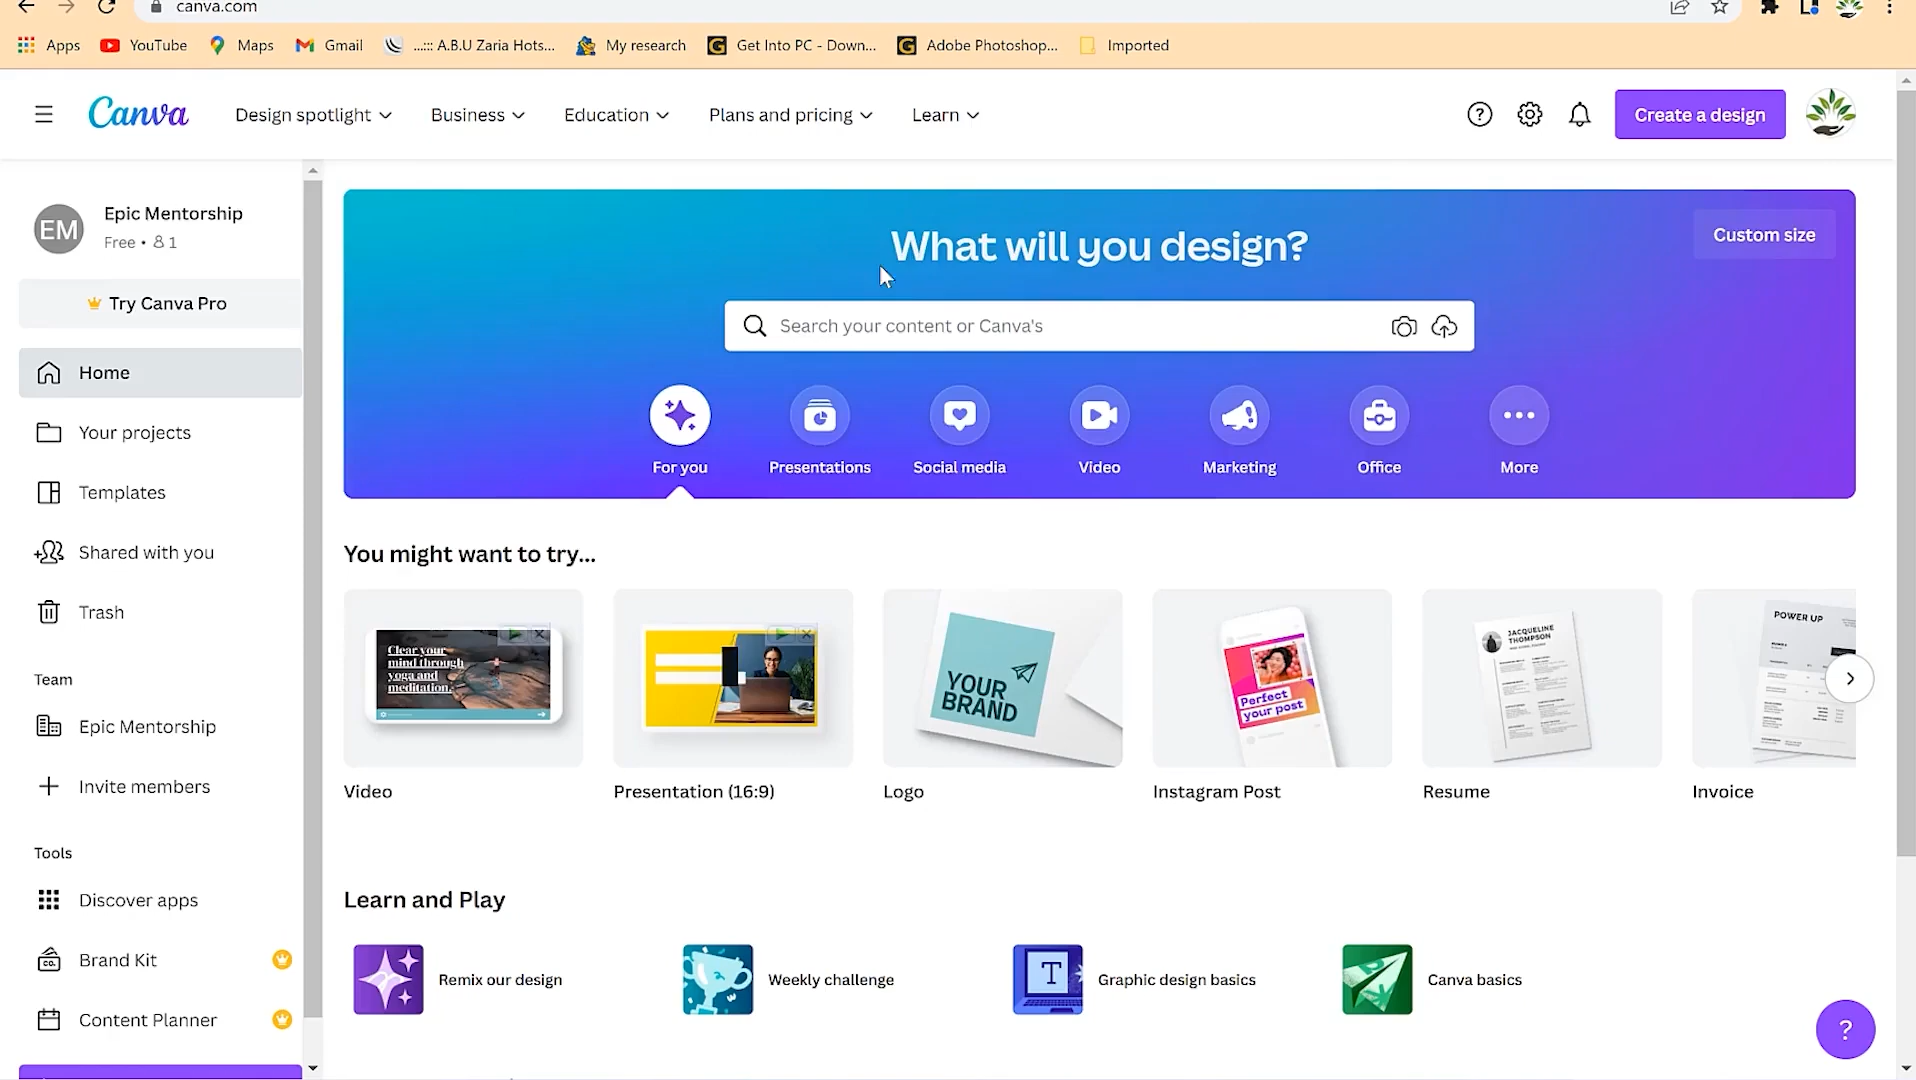 canva.com
Apps YouTube Maps Gmail ...::: A.B.U Zaria Hots... My research Get Into PC - Down... Adobe Photoshop... Imported
Canva Design spotlight Business Education Plans and pricing Learn Create a design
EM
Epic Mentorship
Free • 1
Try Canva Pro
Home
Your projects
Templates
Shared with you
Trash
Team
Epic Mentorship
Invite members
Tools
Discover apps
CO.
Brand Kit
Content Planner
What will you design?
Custom size
Search your content or Canva's
For you Presentations Social media Video Marketing Office More
You might want to try...
Clear your
mind through
yoga and
meditation.
YOUR
BRAND
Perfect
your post
JACQUELINE
THOMPSON
POWER UP
Video Presentation (16:9) Logo Instagram Post Resume Invoice
Learn and Play
Remix our design Weekly challenge T Graphic design basics Canva basics
?